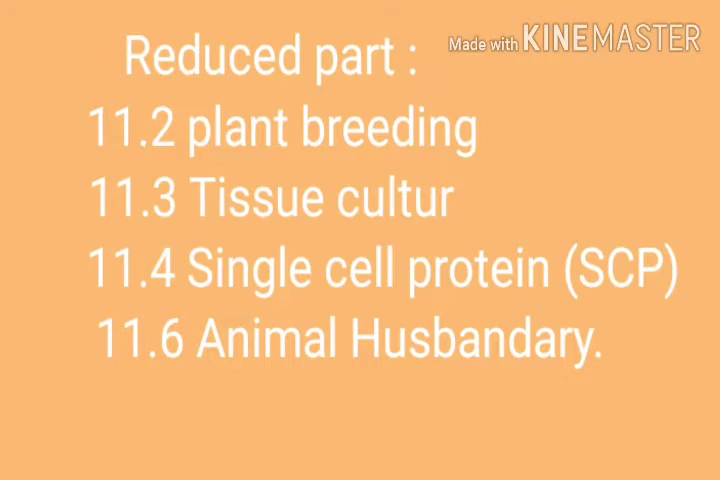 Reduced part :
Made with KINEMASTER
11.2 plant breeding
11.3 Tissue cultur
11.4 Single cell protein (SCP)
11.6 Animal Husbandary.